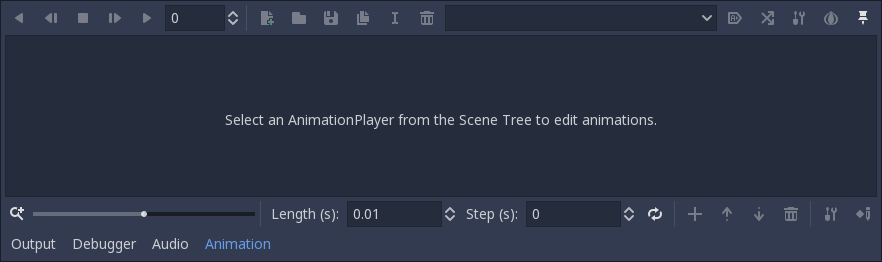 0
Select an AnimationPlayer from the Scene Tree to edit animations.
Length (s): 0.01 Step (s): 0
Output Debugger Audio Animation